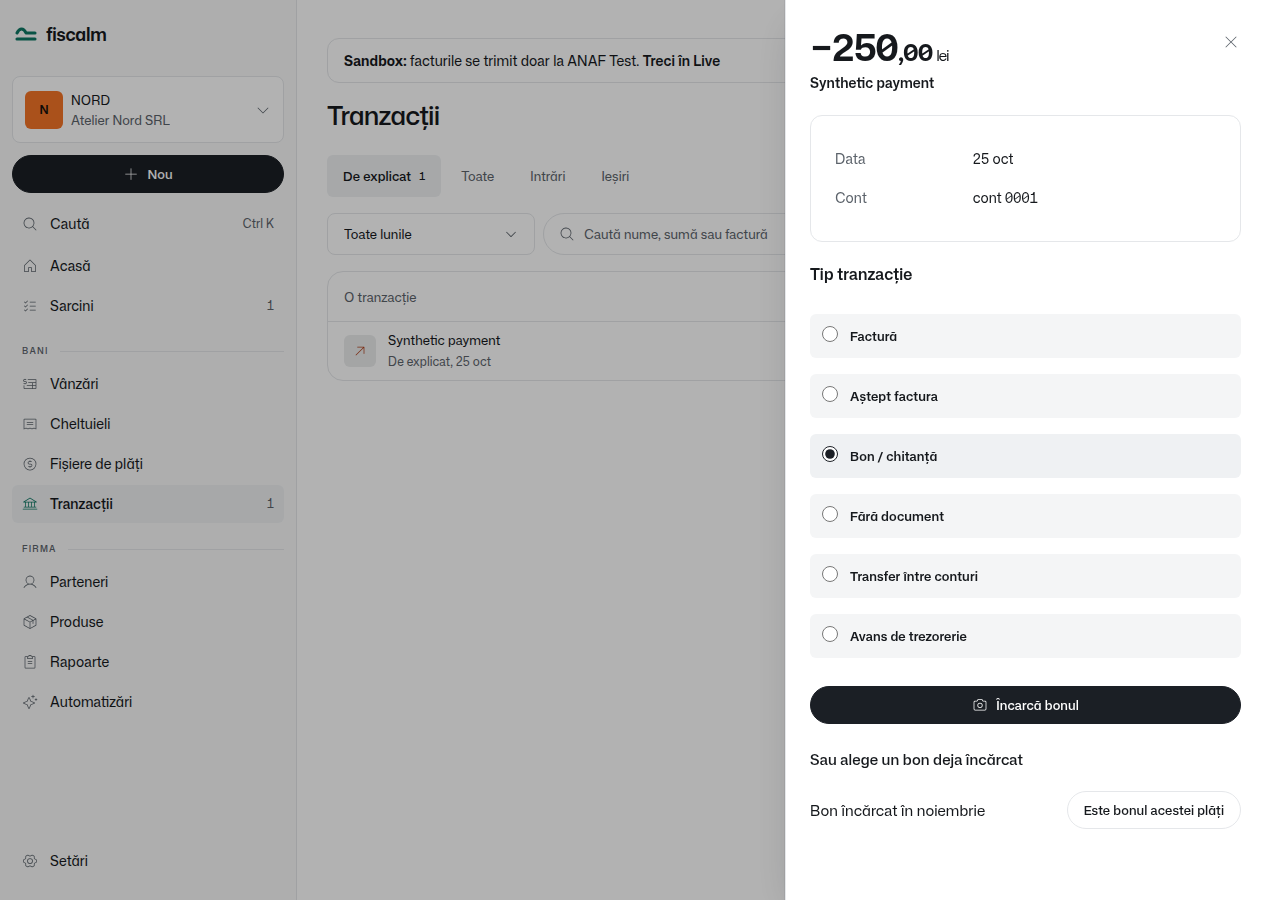 fiscalm
N
NORD
Atelier Nord SRL
Nou
Caută
Ctrl K
Acasă
Sarcini
1
BANI
Vânzări
Cheltuieli
Fișiere de plăți
Tranzacții
1
FIRMA
Parteneri
Produse
Rapoarte
Automatizări
Setări
Sandbox: facturile se trimit doar la ANAF Test. Treci în Live
Tranzacții
De explicat 1
Toate
Intrări
Ieșiri
Toate lunile
Caută nume, sumă sau factură
O tranzacție
Synthetic payment
De explicat, 25 oct
−250,00 lei
Synthetic payment
Data
25 oct
Cont
cont 0001
Tip tranzacție
Factură
Aștept factura
Bon / chitanță
Fără document
Transfer între conturi
Avans de trezorerie
Încarcă bonul
Sau alege un bon deja încărcat
Bon încărcat în noiembrie
Este bonul acestei plăți